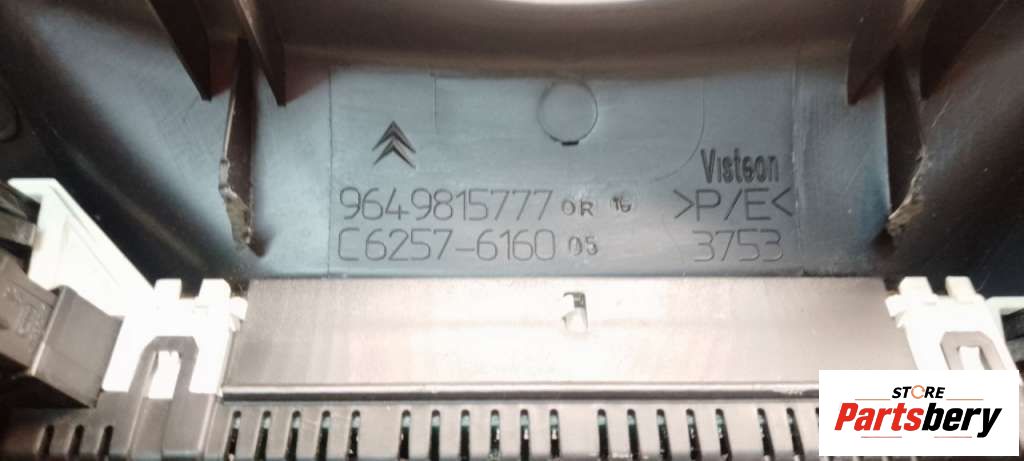 Visteon
9649815777 OR 16 >P/E<
C6257-6160 05 3753
STORE
Partsbery